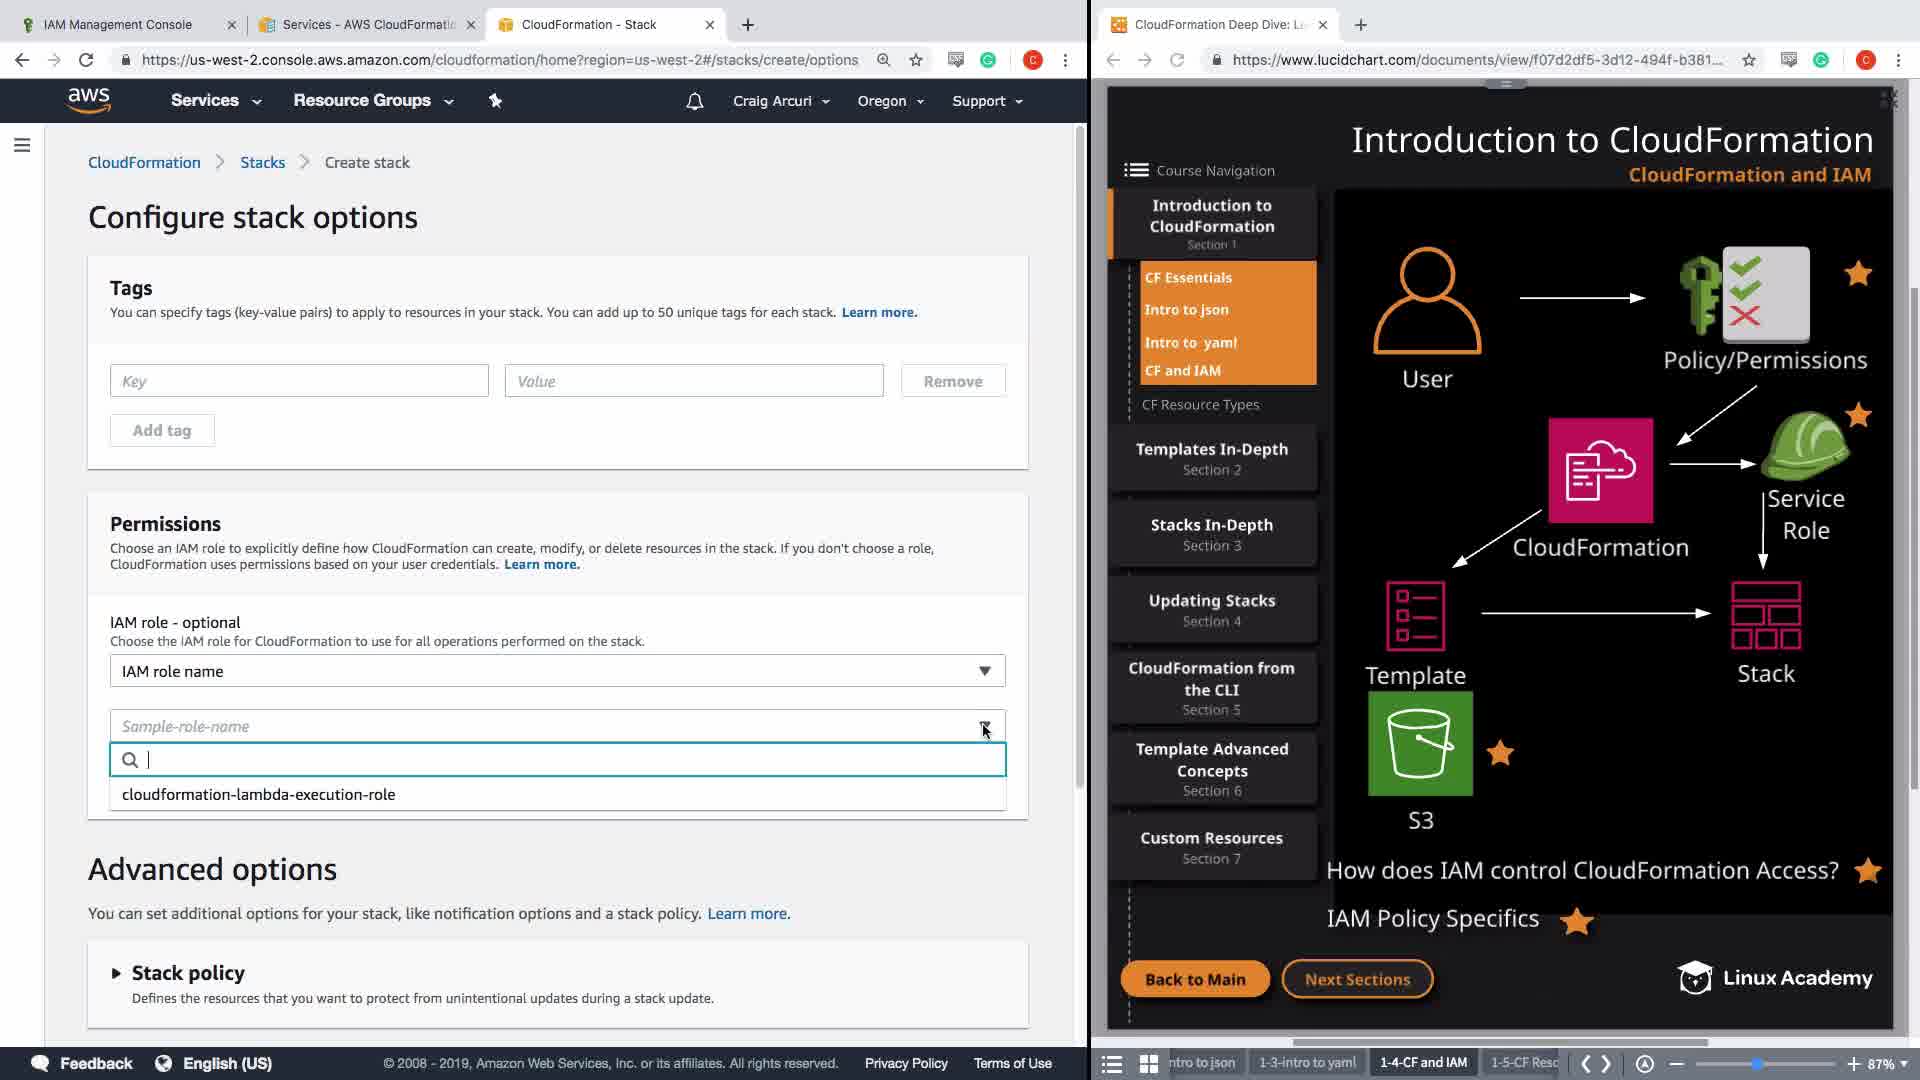 IAM Management Console
Services - AWS CloudFormatic
CloudFormation - Stack
https://us-west-2.console.aws.amazon.com/cloudformation/home?region=us-west-2#/stacks/create/options
C
aws
Services
Resource Groups
Craig Arcuri
Oregon
Support
CloudFormation
Stacks
Create stack
Configure stack options
Tags
You can specify tags (key-value pairs) to apply to resources in your stack. You can add up to 50 unique tags for each stack. Learn more.
Key
Value
Remove
Add tag
Permissions
Choose an IAM role to explicitly define how CloudFormation can create, modify, or delete resources in the stack. If you don't choose a role,
CloudFormation uses permissions based on your user credentials. Learn more.
IAM role - optional
Choose the IAM role for CloudFormation to use for all operations performed on the stack.
IAM role name
Sample-role-name
cloudformation-lambda-execution-role
Advanced options
You can set additional options for your stack, like notification options and a stack policy. Learn more.
Stack policy
Defines the resources that you want to protect from unintentional updates during a stack update.
Feedback
English (US)
© 2008 - 2019, Amazon Web Services, Inc. or its affiliates. All rights reserved.
Privacy Policy
Terms of Use
CloudFormation Deep Dive: Le
https://www.lucidchart.com/documents/view/f07d2df5-3d12-494f-b381...
C
Introduction to CloudFormation
CloudFormation and IAM
Course Navigation
Introduction to
CloudFormation
Section 1
CF Essentials
Intro to json
Intro to yaml
CF and IAM
CF Resource Types
Templates In-Depth
Section 2
Stacks In-Depth
Section 3
Updating Stacks
Section 4
CloudFormation from
the CLI
Section 5
Template Advanced
Concepts
Section 6
Custom Resources
Section 7
User
Policy/Permissions
CloudFormation
Service
Role
Template
Stack
S3
How does IAM control CloudFormation Access?
IAM Policy Specifics
Back to Main
Next Sections
Linux Academy
ntro to json
1-3-intro to yaml
1-4-CF and IAM
1-5-CF Reso
87%